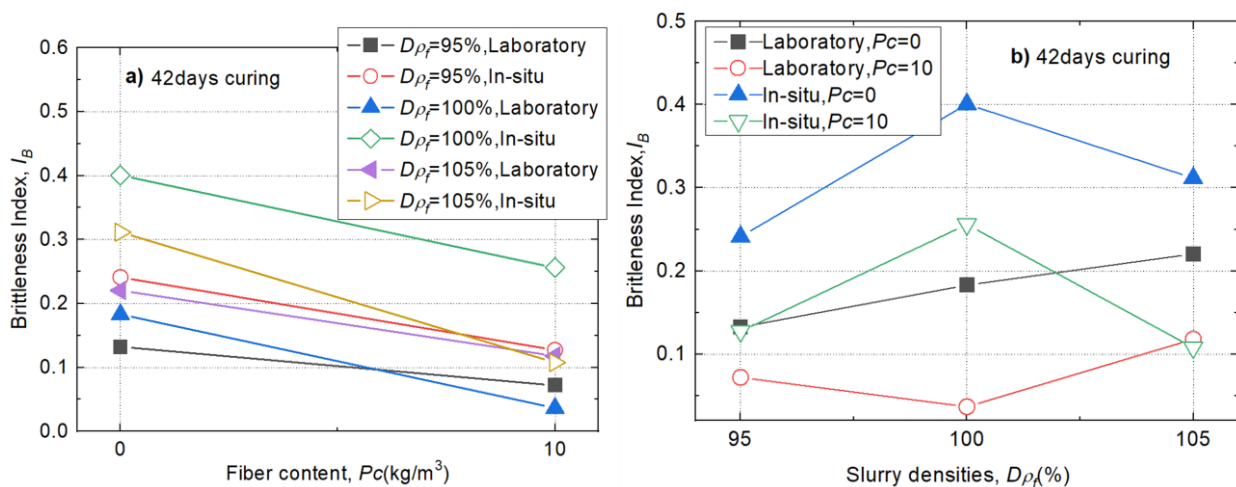 0.6
0.5
0.4
0.3
0.2
0.1
0.0
Brittleness Index, I_B
a) 42days curing
Dρf=95%,Laboratory
Dρf=95%,In-situ
Dρf=100%,Laboratory
Dρf=100%,In-situ
Dρf=105%,Laboratory
Dρf=105%,In-situ
0 10
Fiber content, Pc(kg/m³)
0.5
0.4
0.3
0.2
0.1
Britleness Index,I_B
Laboratory,Pc=0
Laboratory,Pc=10
In-situ,Pc=0
In-situ,Pc=10
b) 42days curing
95 100 105
Slurry densities, Dρf(%)